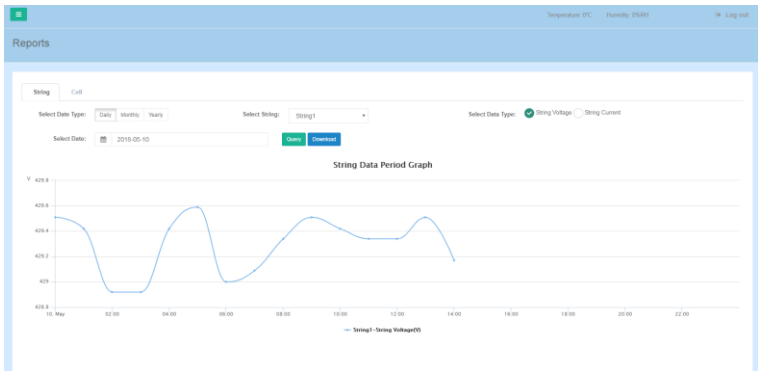 Temperature: 0°C Humidity: 0%RH Log out
Reports
String Cell
Select Date Type: Daily Monthly Yearly Select String: String1 Select Data Type: String Voltage String Current
Select Date: 2018-05-10 Query Download
String Data Period Graph
V
429.8
429.6
429.4
429.2
429
428.8
10. May 02:00 04:00 06:00 08:00 10:00 12:00 14:00 16:00 18:00 20:00 22:00
String1-String Voltage(V)